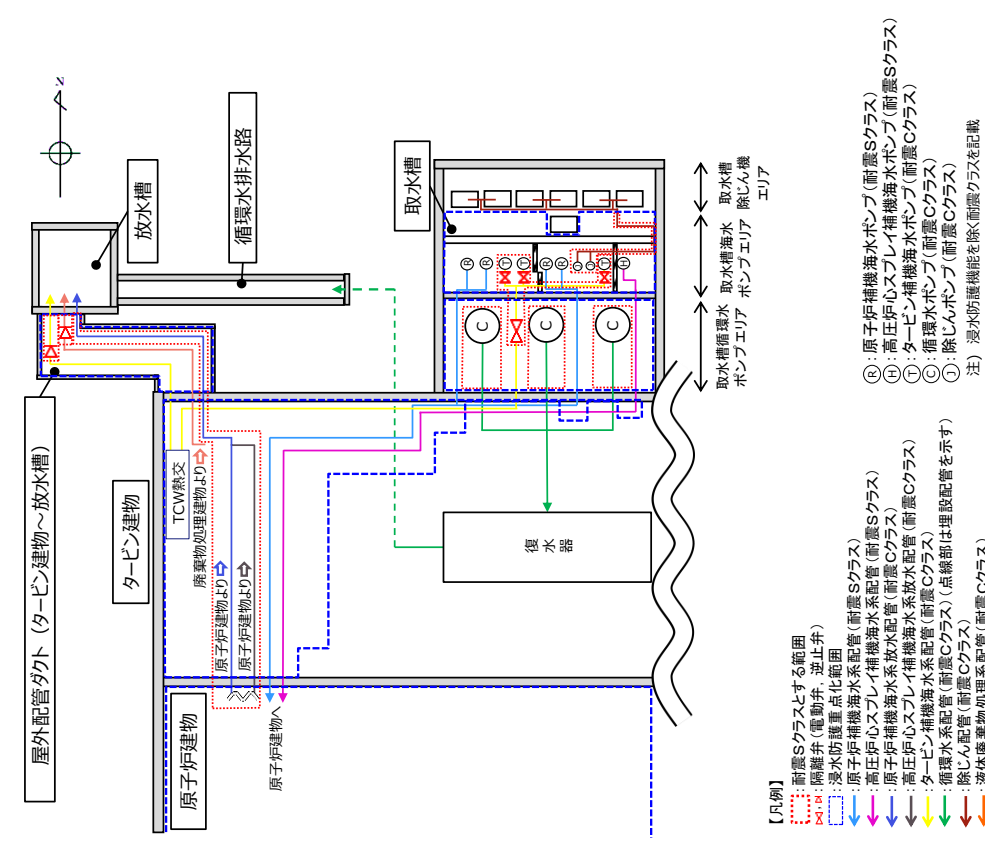 屋外配管ダクト（タービン建物～放水槽）
放水槽
循環水排水路
N
取水槽
タービン建物
原子炉建物
TCW熱交
廃棄物処理建物より
原子炉建物より
原子炉建物より
原子炉建物へ
復水器
R
R
T
T
R
R
J
J
T
H
C
C
C
取水槽
除じん機
エリア
取水槽海水
ポンプエリア
取水槽循環水
ポンプエリア
【凡例】
：耐震Sクラスとする範囲
：隔離弁（電動弁，逆止弁）
：浸水防護重点化範囲
：原子炉補機海水系配管（耐震Sクラス）
：高圧炉心スプレイ補機海水系配管（耐震Sクラス）
：原子炉補機海水系放水配管（耐震Cクラス）
：高圧炉心スプレイ補機海水系放水配管（耐震Cクラス）
：タービン補機海水系配管（耐震Cクラス）
：循環水系配管（耐震Cクラス）（点線部は埋設配管を示す）
：除じん配管（耐震Cクラス）
：液体廃棄物処理系配管（耐震Cクラス）
Ⓡ：原子炉補機海水ポンプ（耐震Sクラス）
Ⓗ：高圧炉心スプレイ補機海水ポンプ（耐震Sクラス）
Ⓣ：タービン補機海水ポンプ（耐震Cクラス）
Ⓒ：循環水ポンプ（耐震Cクラス）
Ⓙ：除じんポンプ（耐震Cクラス）
注） 浸水防護機能を除く耐震クラスを記載